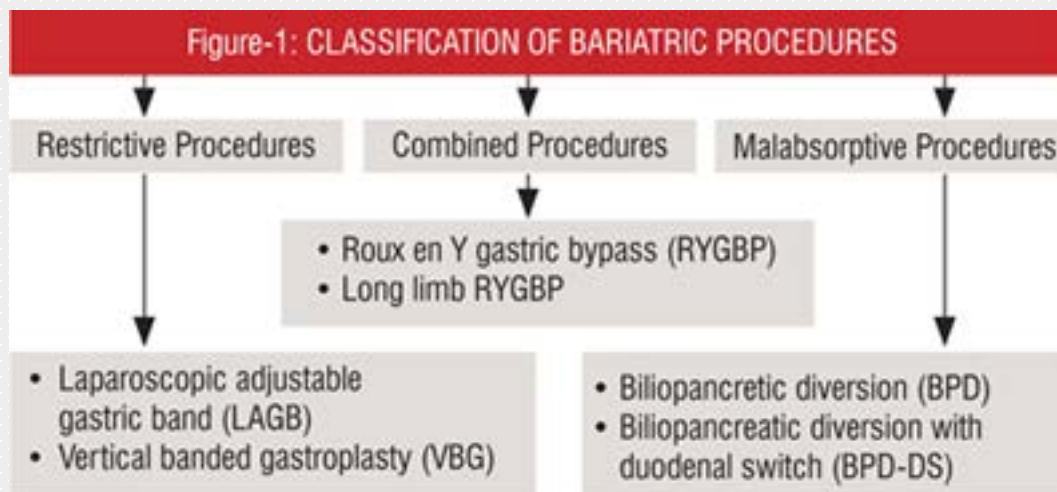 Figure-1: CLASSIFICATION OF BARIATRIC PROCEDURES
Restrictive Procedures
Combined Procedures
Malabsorptive Procedures
• Roux en Y gastric bypass (RYGBP)
• Long limb RYGBP
• Laparoscopic adjustable
gastric band (LAGB)
• Vertical banded gastroplasty (VBG)
• Biliopancretic diversion (BPD)
• Biliopancreatic diversion with
duodenal switch (BPD-DS)